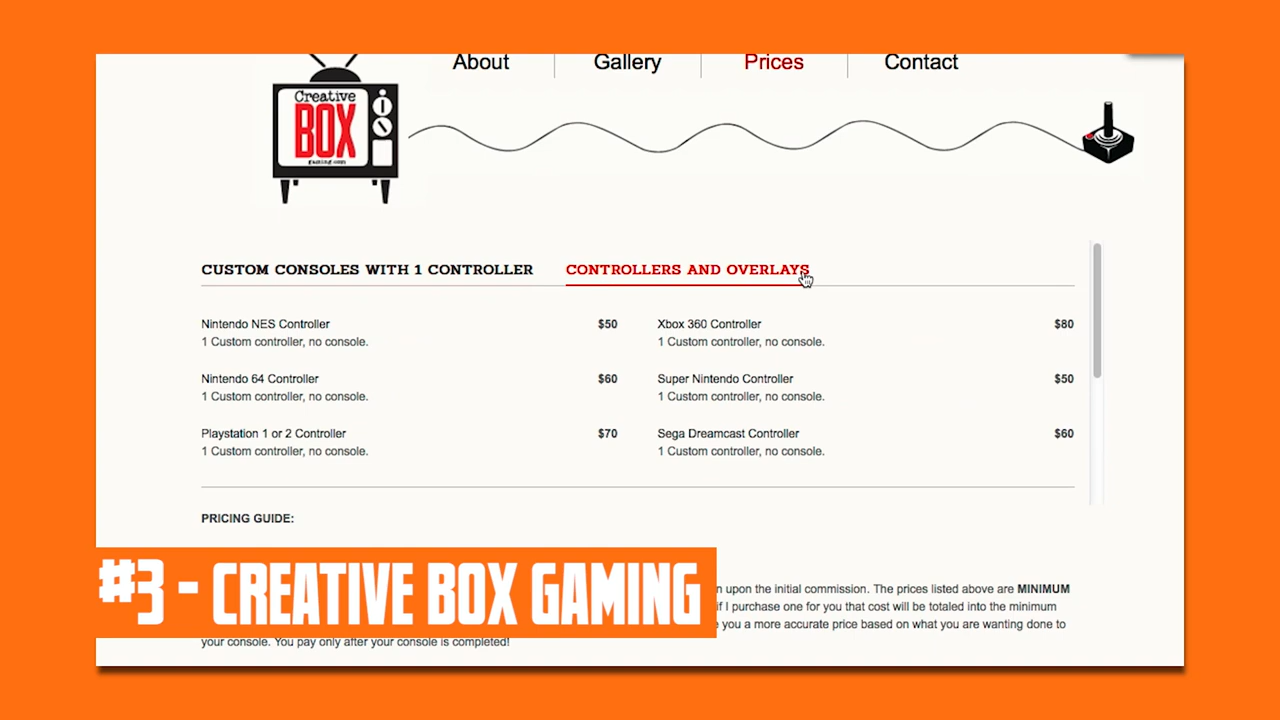 About Gallery Prices Contact
Creative
BOX
gaming.com
CUSTOM CONSOLES WITH 1 CONTROLLER CONTROLLERS AND OVERLAYS
Nintendo NES Controller $50 Xbox 360 Controller $80
1 Custom controller, no console. 1 Custom controller, no console.
Nintendo 64 Controller $60 Super Nintendo Controller $50
1 Custom controller, no console. 1 Custom controller, no console.
Playstation 1 or 2 Controller $70 Sega Dreamcast Controller $60
1 Custom controller, no console. 1 Custom controller, no console.
PRICING GUIDE:
#3 - CREATIVE BOX GAMING
n upon the initial commission. The prices listed above are MINIMUM
if I purchase one for you that cost will be totaled into the minimum
e you a more accurate price based on what you are wanting done to
your console. You pay only after your console is completed!